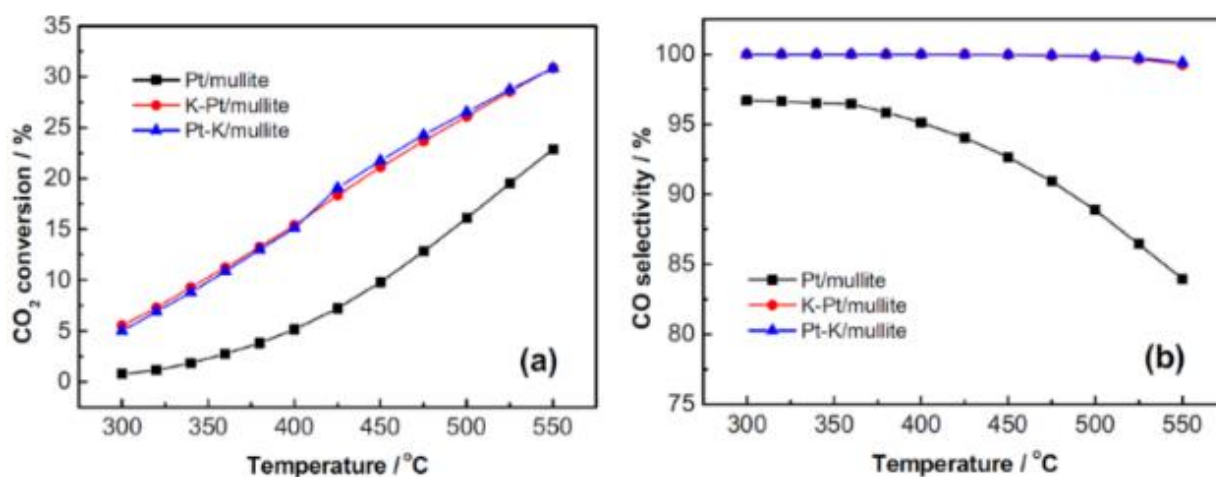 35
30
25
20
15
10
5
0
CO₂ conversion / %
Pt/mullite
K-Pt/mullite
Pt-K/mullite
(a)
300 350 400 450 500 550
Temperature / °C
100
95
90
85
80
75
CO selectivity / %
Pt/mullite
K-Pt/mullite
Pt-K/mullite
(b)
300 350 400 450 500 550
Temperature / °C